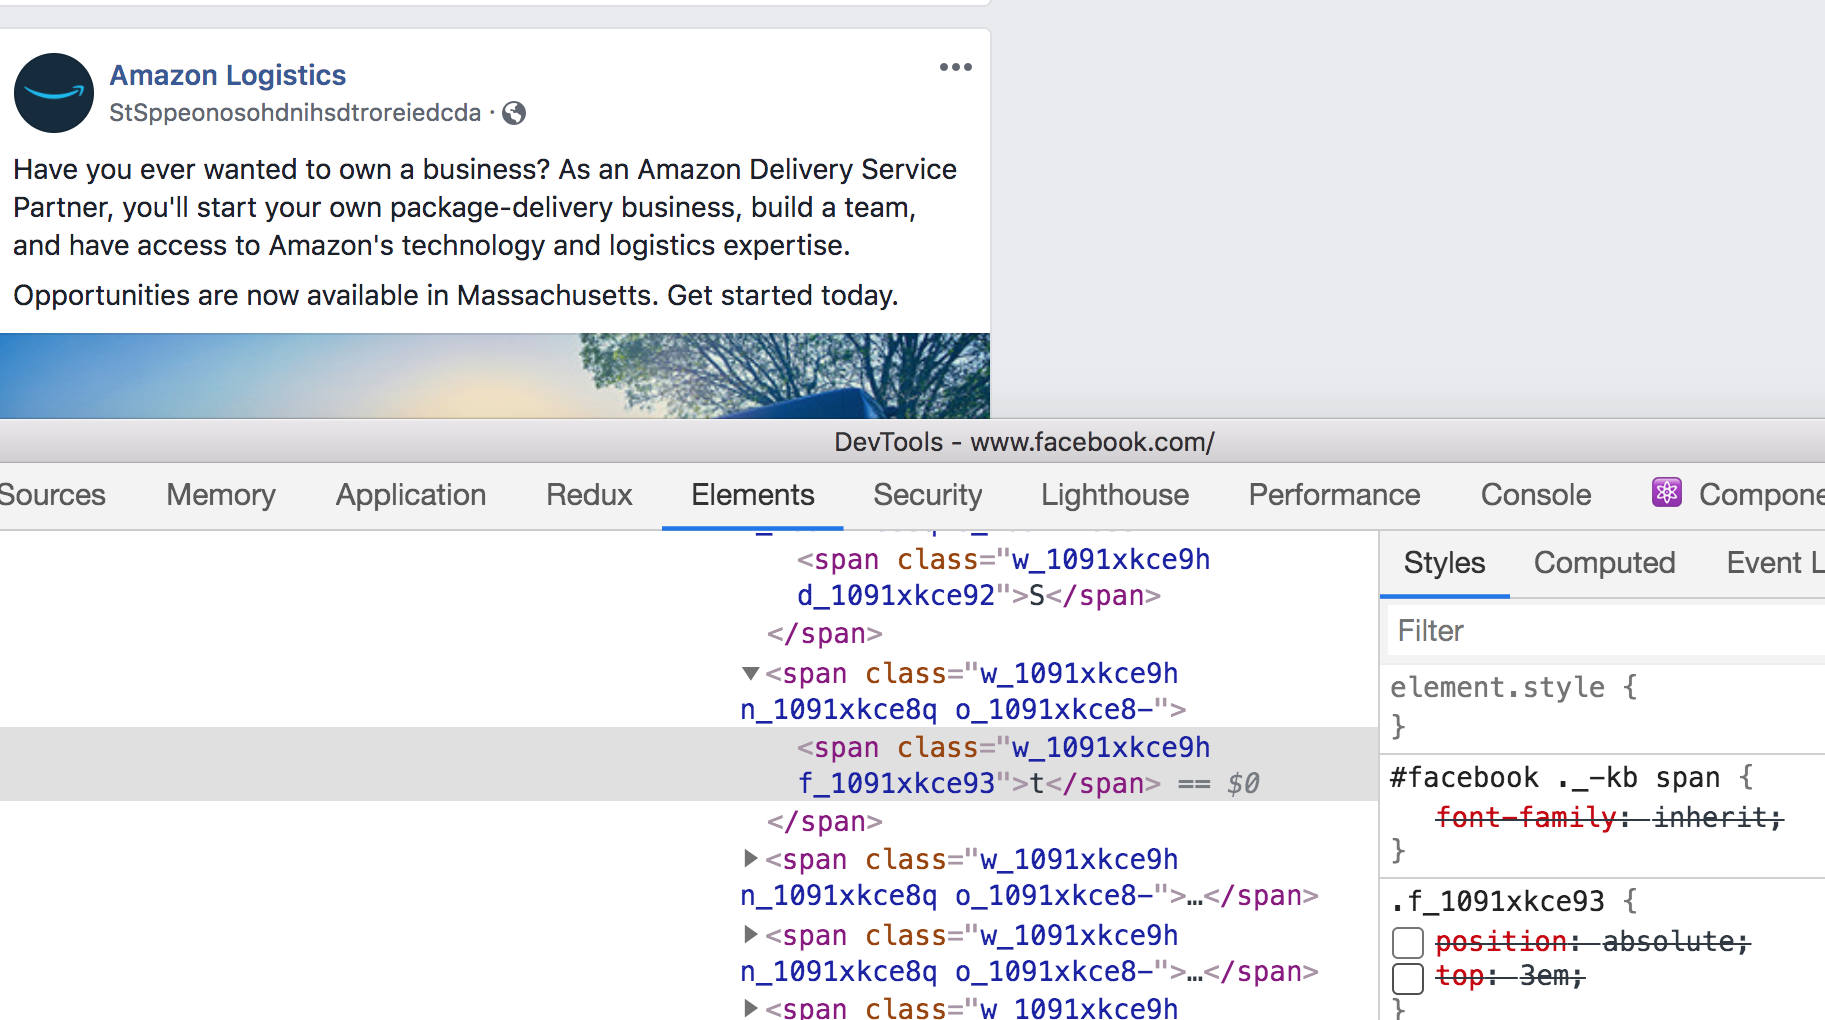 Amazon Logistics
StSppeonosohdnihsdtroreiedcda ·
Have you ever wanted to own a business? As an Amazon Delivery Service
Partner, you'll start your own package-delivery business, build a team,
and have access to Amazon's technology and logistics expertise.
Opportunities are now available in Massachusetts. Get started today.
DevTools - www.facebook.com/
Sources Memory Application Redux Elements Security Lighthouse Performance Console Compone
<span class="w_1091xkce9h
d_1091xkce92">S</span>
</span>
<span class="w_1091xkce9h
n_1091xkce8q o_1091xkce8-">
<span class="w_1091xkce9h
f_1091xkce93">t</span> == $0
</span>
<span class="w_1091xkce9h
n_1091xkce8q o_1091xkce8-">…</span>
<span class="w_1091xkce9h
n_1091xkce8q o_1091xkce8-">…</span>
<span class="w_1091xkce9h
Styles Computed Event L
Filter
element.style {
}
#facebook ._-kb span {
font-family: inherit;
}
.f_1091xkce93 {
position: absolute;
top: 3em;
}